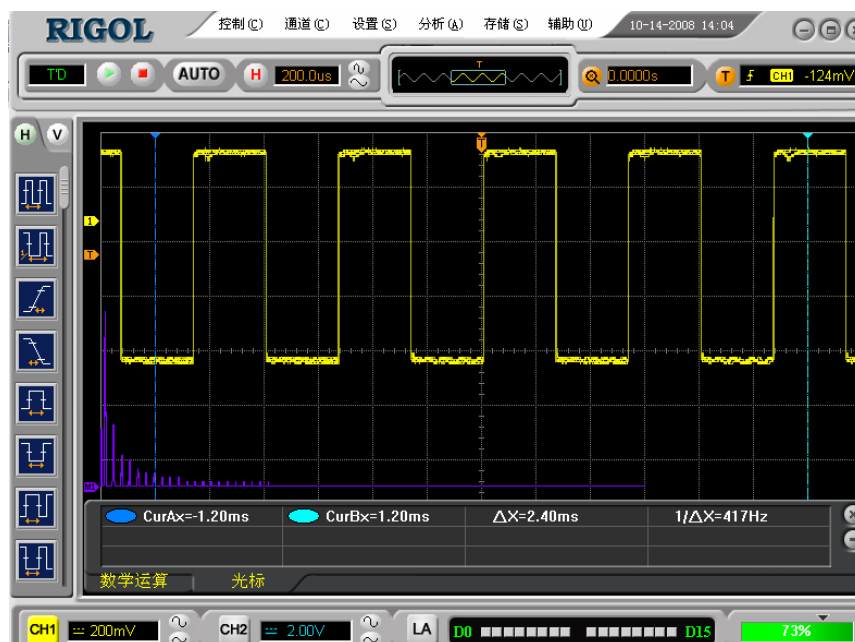 RIGOL
控制(C) 通道(C) 设置(S) 分析(A) 存储(S) 辅助(U) 10-14-2008 14:04
T'D AUTO H 200.0us T 0.0000s T CH1 -124mV
H V
T
1
T
M1
CurAx=-1.20ms CurBx=1.20ms ΔX=2.40ms 1/ΔX=417Hz
数学运算 光标
CH1 200mV CH2 2.00V LA D0 D15 73%